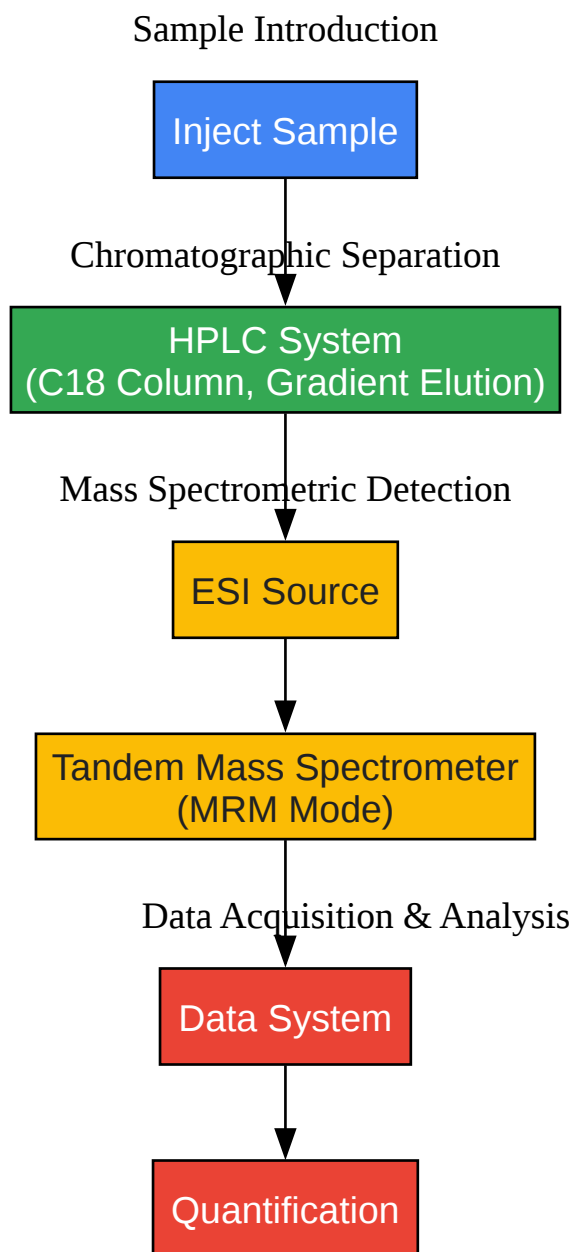 Sample Introduction
Inject Sample
Chromatographic Separation
HPLC System
(C18 Column, Gradient Elution)
Mass Spectrometric Detection
ESI Source
Tandem Mass Spectrometer
(MRM Mode)
Data Acquisition & Analysis
Data System
Quantification